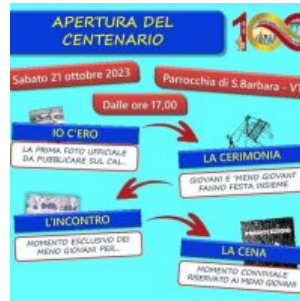 APERTURA DEL
CENTENARIO
100
Sabato 21 ottobre 2023
Parrocchia di S.Barbara - VT
Dalle ore 17,00
IO C'ERO
LA PRIMA FOTO UFFICIALE
DA PUBBLICARE SUL CAL..
LA CERIMONIA
GIOVANI E 'MENO GIOVANI'
FANNO FESTA INSIEME
L'INCONTRO
MOMENTO ESCLUSIVO DEI
MENO GIOVANI PER...
LA CENA
MOMENTO CONVIVIALE
RISERVATO AI MENO GIOVANI